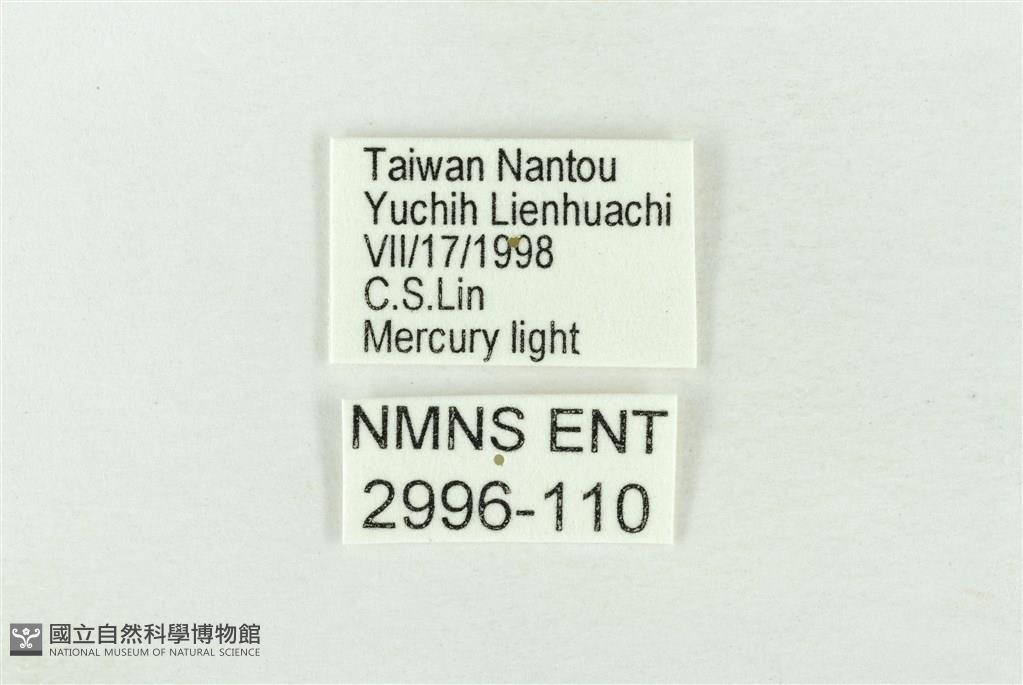 Taiwan Nantou
Yuchih Lienhuachi
VII/17/1998
C.S.Lin
Mercury light
NMNS ENT
2996-110
國立自然科學博物館
NATIONAL MUSEUM OF NATURAL SCIENCE